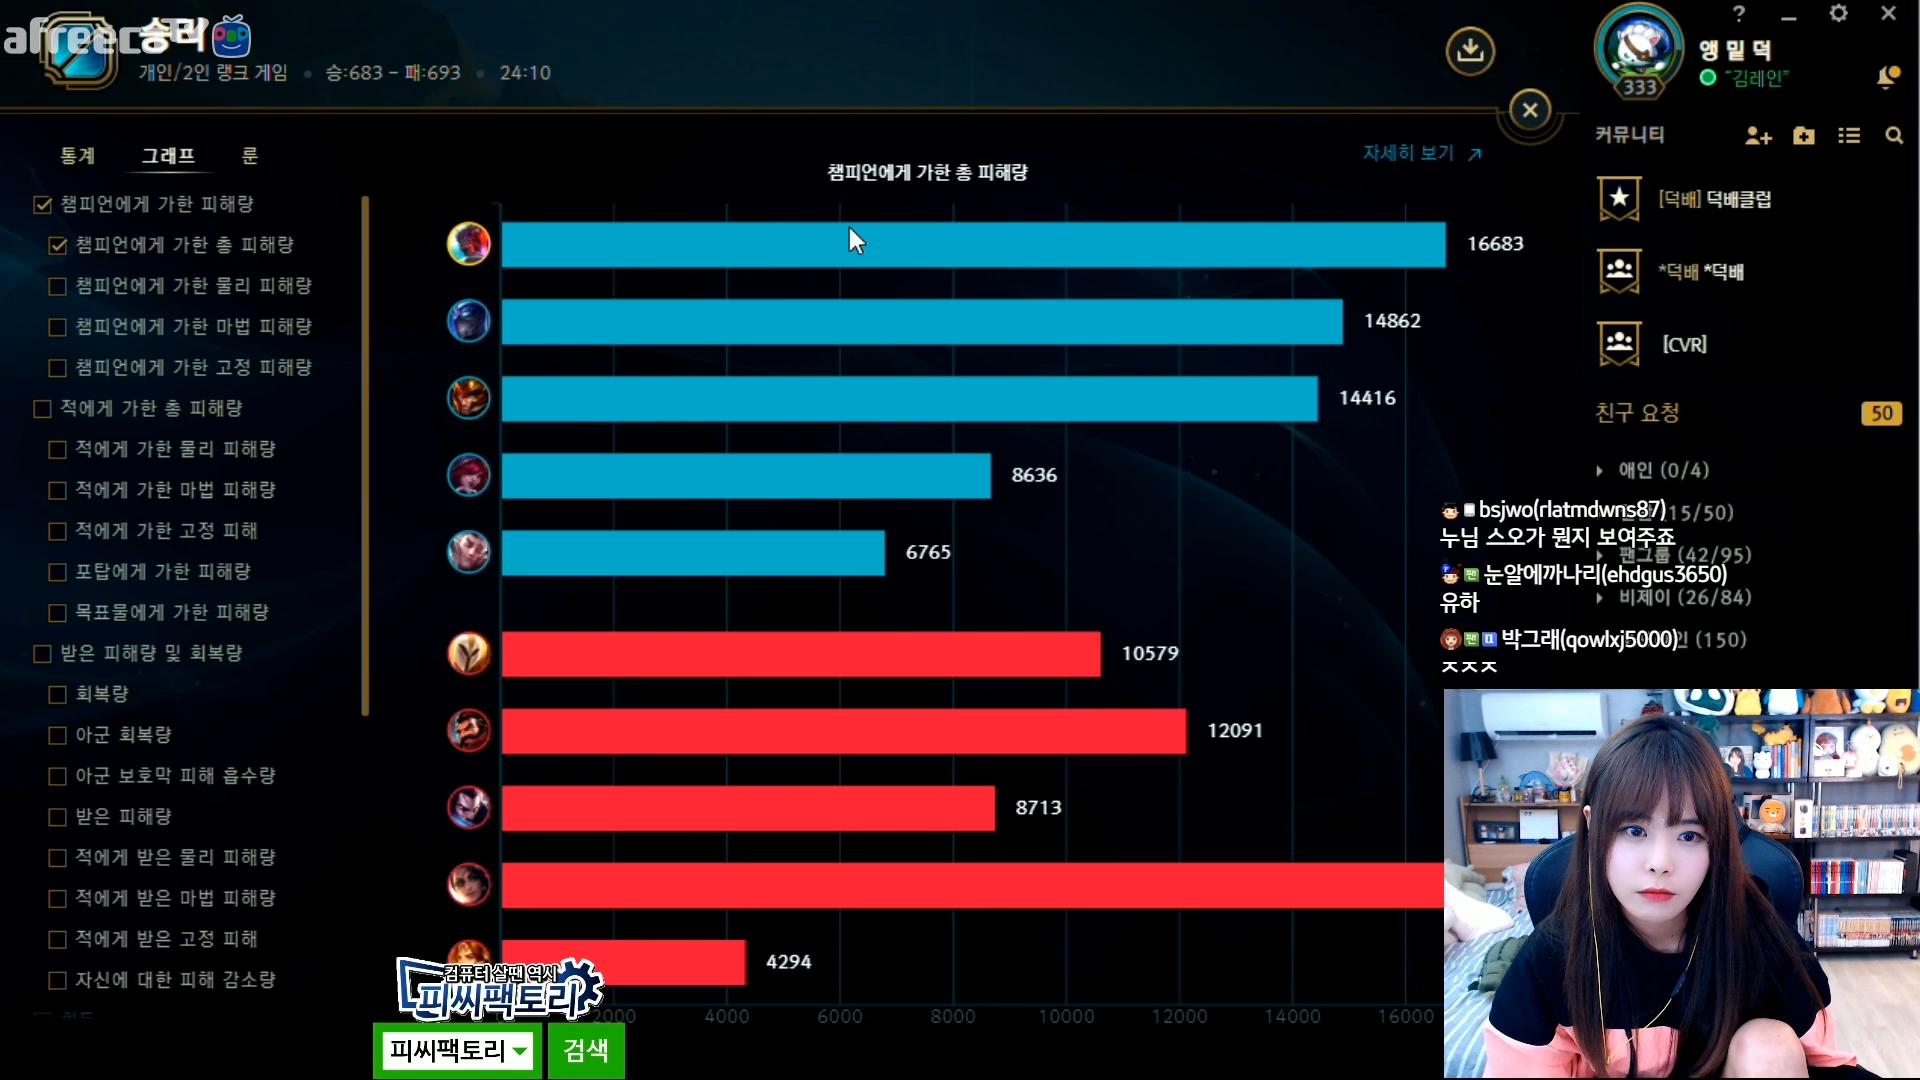 afreecaTV
승리
개인/2인 랭크 게임 • 승:683 - 패:693 • 24:10
333
앵 밀 덕
"김레인"
통계 그래프 룬
자세히 보기
챔피언에게 가한 총 피해량
챔피언에게 가한 피해량
챔피언에게 가한 총 피해량
챔피언에게 가한 물리 피해량
챔피언에게 가한 마법 피해량
챔피언에게 가한 고정 피해량
적에게 가한 총 피해량
적에게 가한 물리 피해량
적에게 가한 마법 피해량
적에게 가한 고정 피해
포탑에게 가한 피해량
목표물에게 가한 피해량
받은 피해량 및 회복량
회복량
아군 회복량
아군 보호막 피해 흡수량
받은 피해량
적에게 받은 물리 피해량
적에게 받은 마법 피해량
적에게 받은 고정 피해
자신에 대한 피해 감소량
16683
14862
14416
8636
6765
10579
12091
8713
4294
2000 4000 6000 8000 10000 12000 14000 16000
커뮤니티
[덕배] 덕배클럽
*덕배 *덕배
[CVR]
친구 요청 50
애인 (0/4)
bsjwo(rlatmdwns87)
(15/50)
누님 스오가 뭔지 보여주죠
팬그룹 (42/95)
눈알에까나리(ehdgus3650)
비제이 (26/84)
유하
박그래(qowlxj5000)
(150)
ㅈㅈㅈ
컴퓨터 살땐 역시
피씨팩토리
피씨팩토리 검색